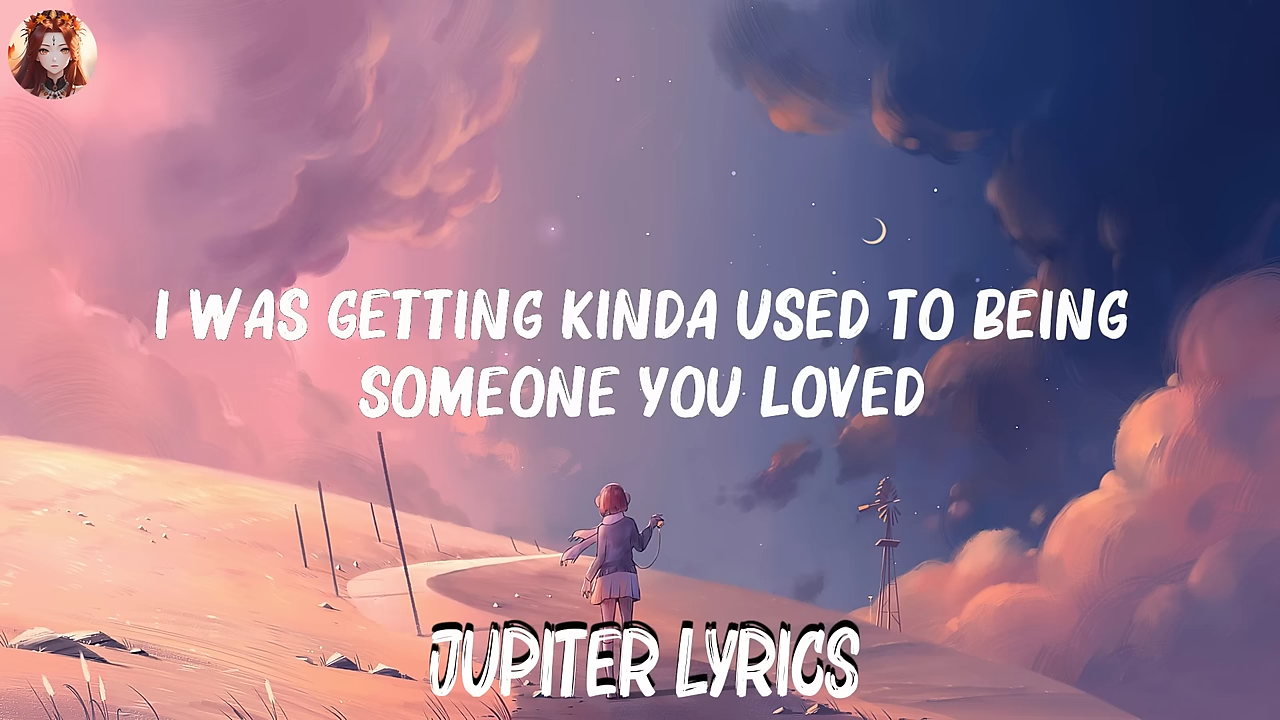 I WAS GETTING KINDA USED TO BEING
SOMEONE YOU LOVED
JUPITER LYRICS